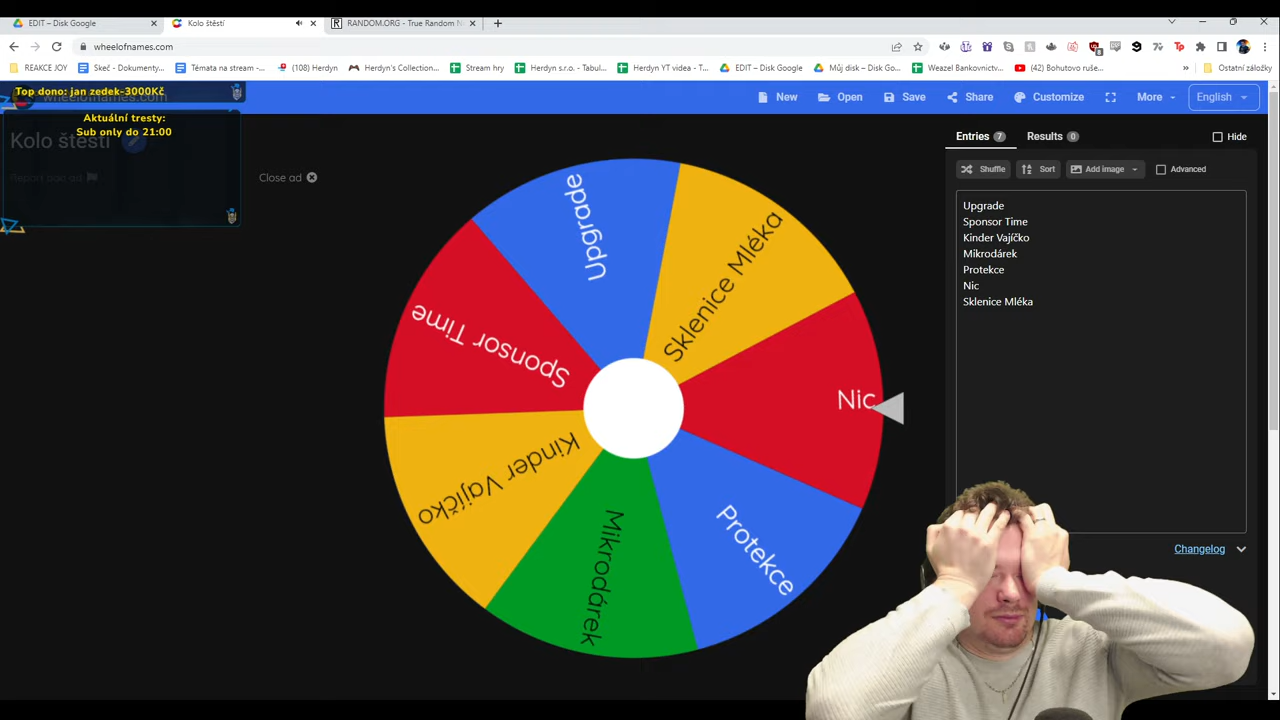 EDIT – Disk Google
Kolo štěstí
RANDOM.ORG - True Random N
wheelofnames.com
REAKCE JOY
Skeč - Dokumenty...
Témata na stream -...
(108) Herdyn
Herdyn's Collection...
Stream hry
Herdyn s.r.o. - Tabul...
Herdyn YT videa - T...
EDIT – Disk Google
Můj disk – Disk Go...
Weazel Bankovnictv...
(42) Bohutovo ruše...
Ostatní záložky
Top dono: jan zedek-3000Kč
wheelofnames.com
New
Open
Save
Share
Customize
More
English
Aktuální tresty:
Sub only do 21:00
Kolo štěstí
Report bad ad
Close ad
Entries 7
Results 0
Hide
Shuffle
Sort
Add image
Advanced
Upgrade
Sponsor Time
Kinder Vajíčko
Mikrodárek
Protekce
Nic
Sklenice Mléka
Upgrade
Sklenice Mléka
Nic
Protekce
Mikrodárek
Kinder Vajíčko
Sponsor Time
Changelog